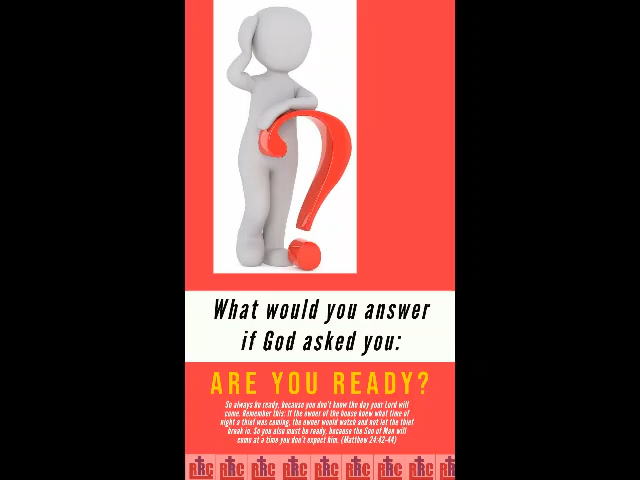 What would you answer
if God asked you:
ARE YOU READY?
So always be ready, because you don't know the day your Lord will
come. Remember this: If the owner of the house knew what time of
night a thief was coming, the owner would watch and not let the thief
break in. So you also must be ready, because the Son of Man will
come at a time you don't expect him. (Matthew 24:42-44)
RRC RRC RRC RRC RRC RRC RRC RRC RR